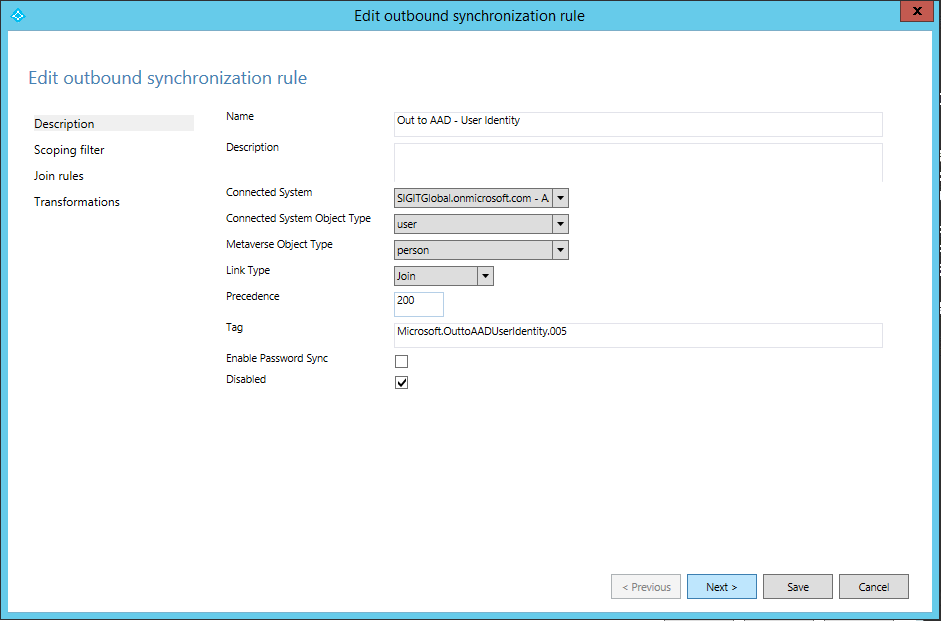 Edit outbound synchronization rule
x
Edit outbound synchronization rule
Description
Scoping filter
Join rules
Transformations
Name
Out to AAD - User Identity
Description
Connected System
SIGITGlobal.onmicrosoft.com - A
Connected System Object Type
user
Metaverse Object Type
person
Link Type
Join
Precedence
200
Tag
Microsoft.OuttoAADUserIdentity.005
Enable Password Sync
Disabled
< Previous
Next >
Save
Cancel